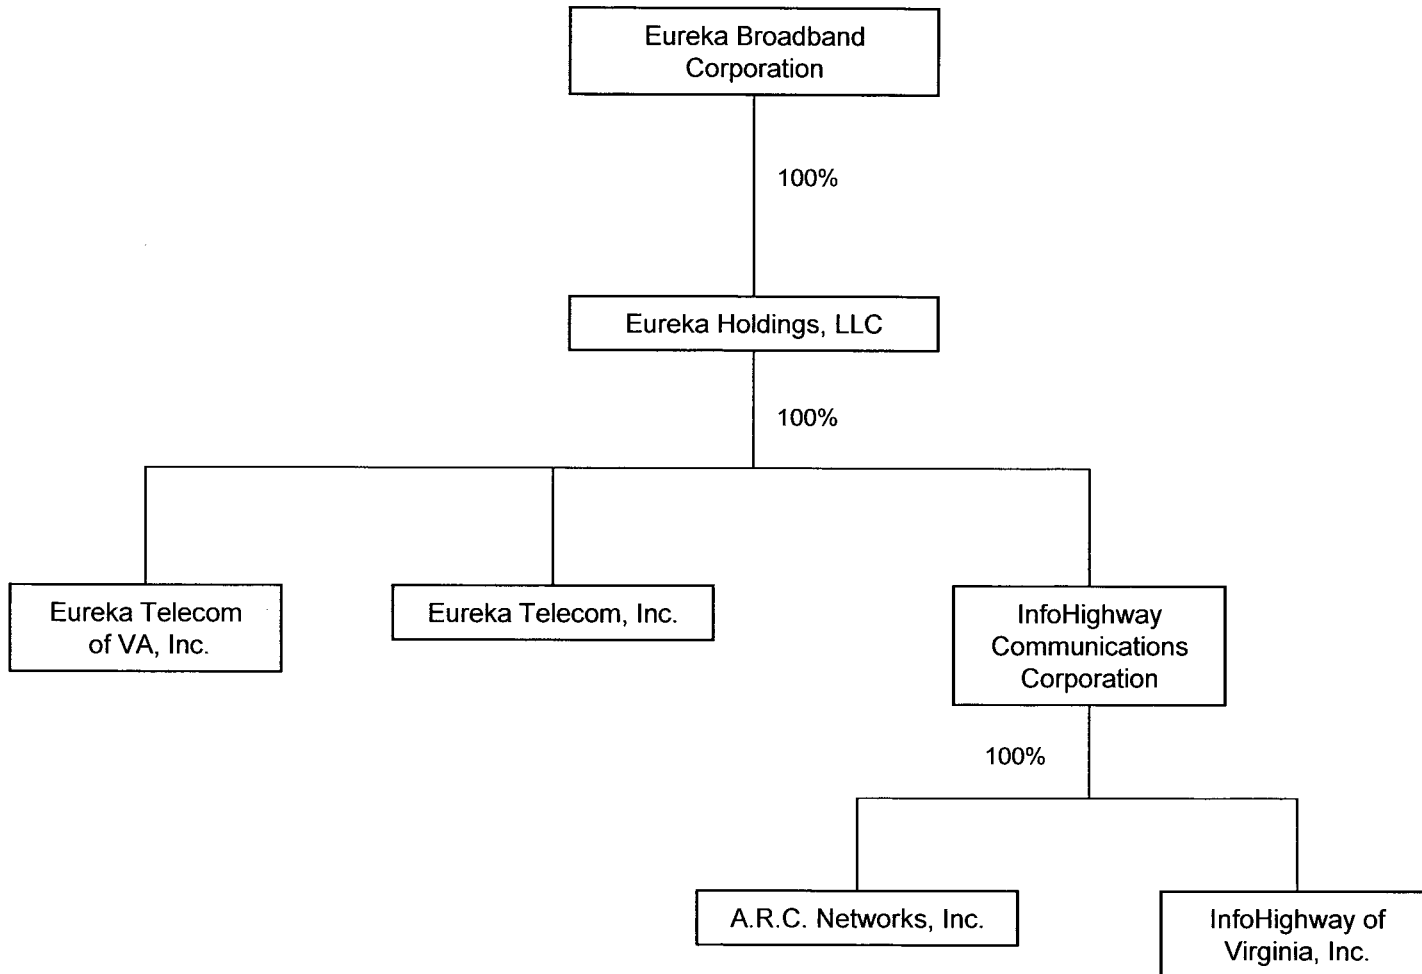 Eureka Broadband
Corporation
100%
Eureka Holdings, LLC
100%
Eureka Telecom
of VA, Inc.
Eureka Telecom, Inc.
InfoHighway
Communications
Corporation
100%
A.R.C. Networks, Inc.
InfoHighway of
Virginia, Inc.